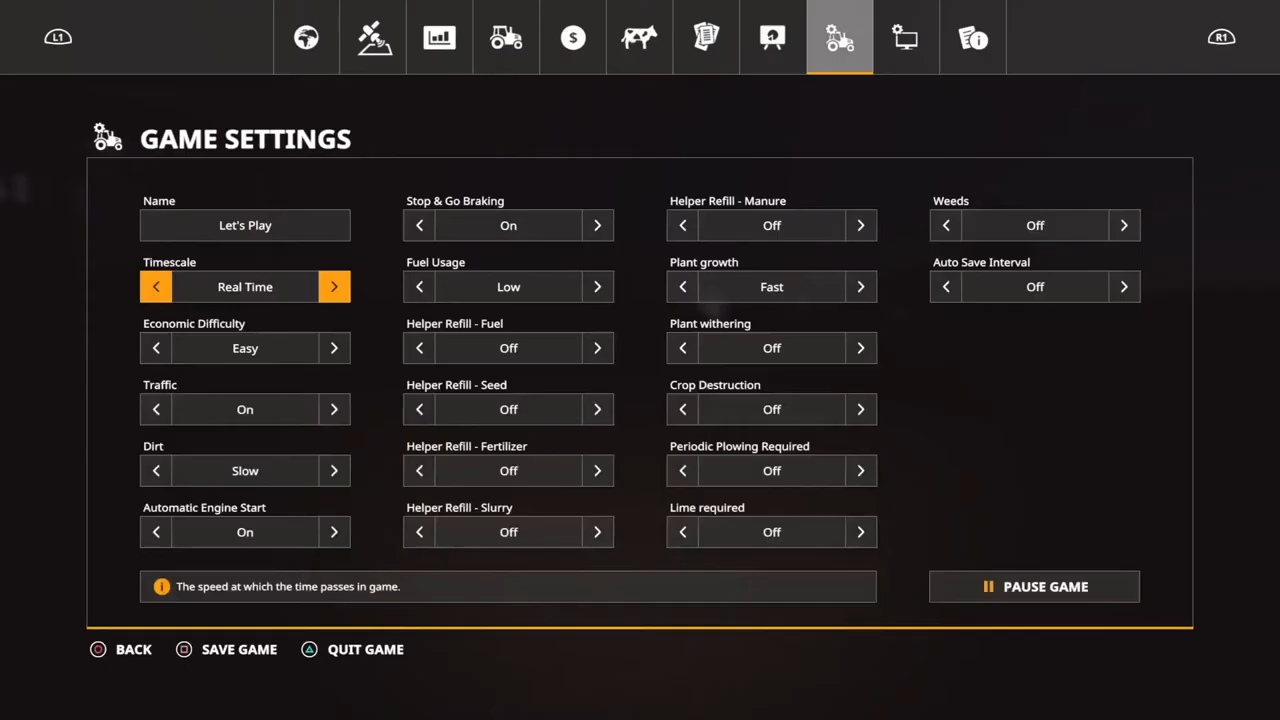 L1
R1
GAME SETTINGS
Name
Let's Play
Timescale
Real Time
Economic Difficulty
Easy
Traffic
On
Dirt
Slow
Automatic Engine Start
On
Stop & Go Braking
On
Fuel Usage
Low
Helper Refill - Fuel
Off
Helper Refill - Seed
Off
Helper Refill - Fertilizer
Off
Helper Refill - Slurry
Off
Helper Refill - Manure
Off
Plant growth
Fast
Plant withering
Off
Crop Destruction
Off
Periodic Plowing Required
Off
Lime required
Off
Weeds
Off
Auto Save Interval
Off
The speed at which the time passes in game.
PAUSE GAME
BACK
SAVE GAME
QUIT GAME